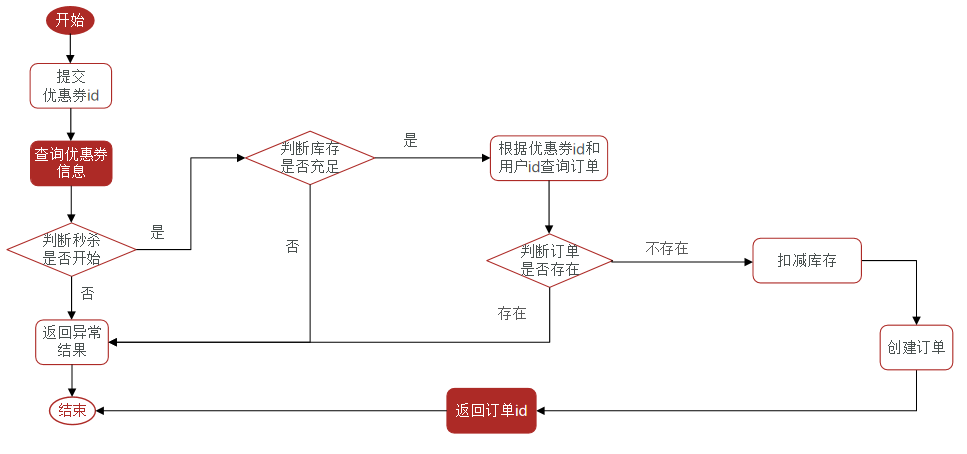 开始
提交
优惠券id
查询优惠券
信息
判断秒杀
是否开始
是
否
返回异常
结果
结束
判断库存
是否充足
是
否
根据优惠券id和
用户id查询订单
判断订单
是否存在
不存在
存在
扣减库存
创建订单
返回订单id